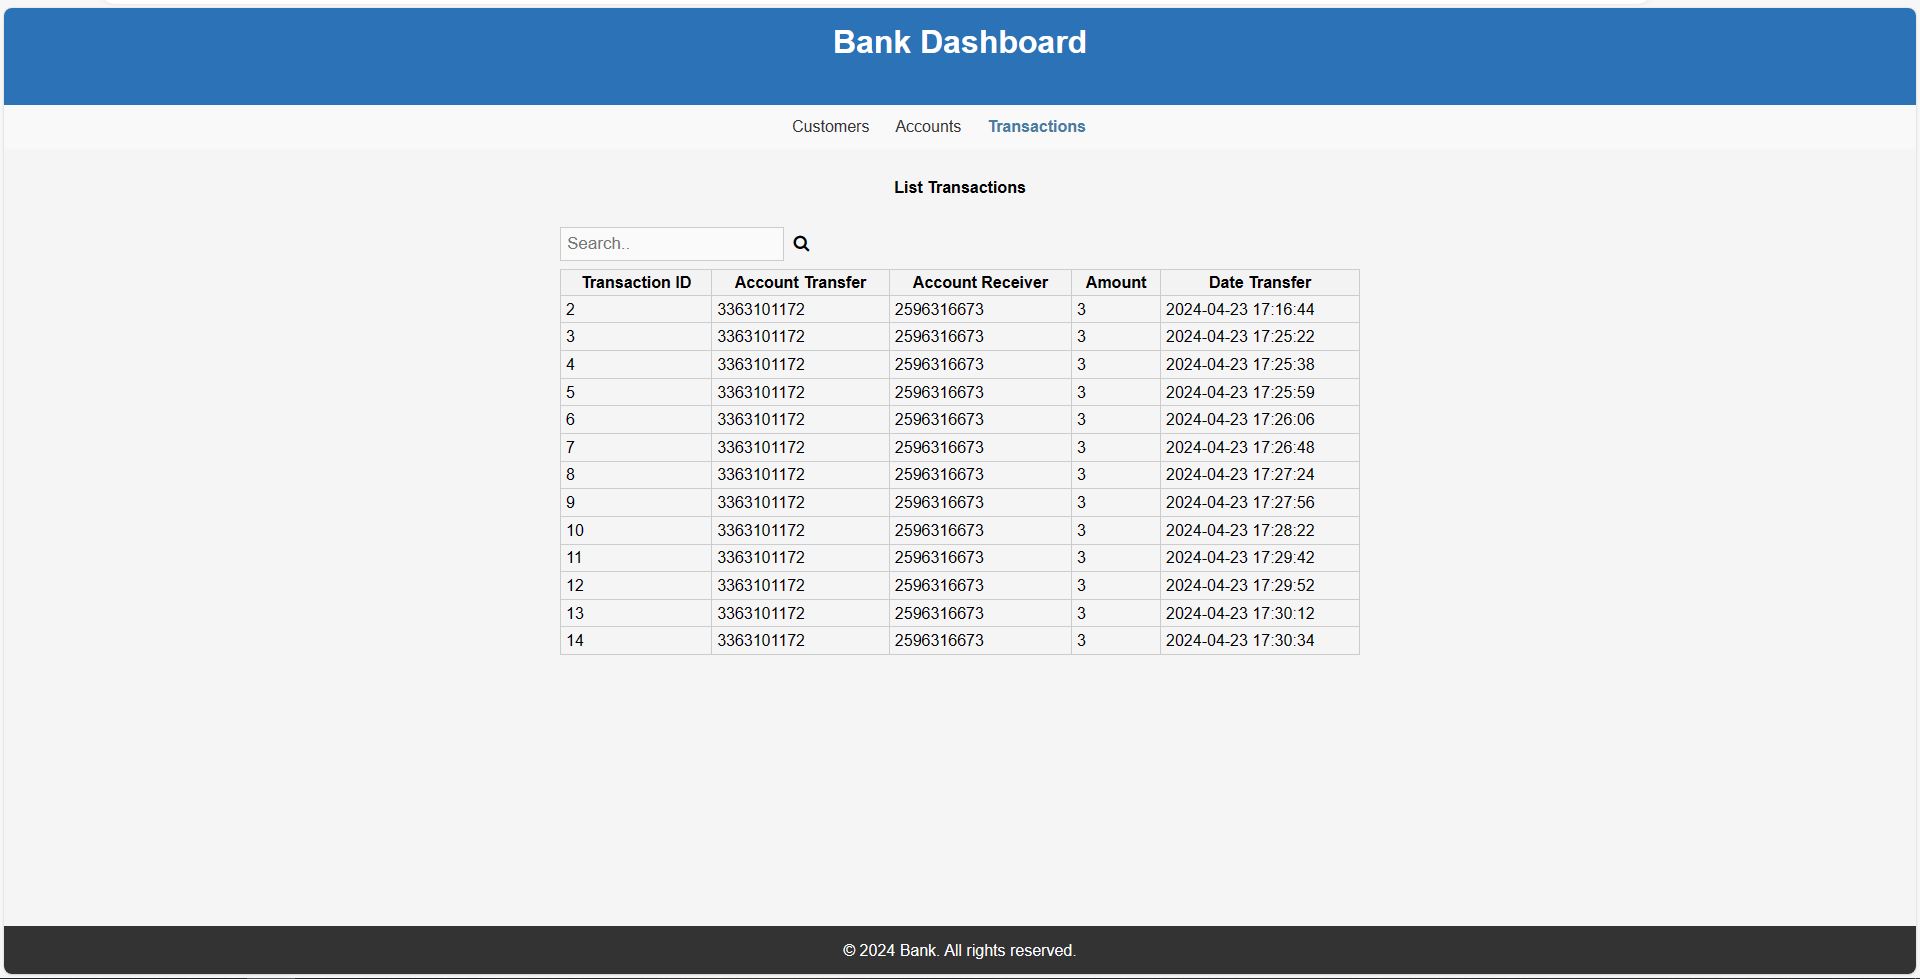 Bank Dashboard
Customers Accounts Transactions
List Transactions
Search..
Transaction ID Account Transfer Account Receiver Amount Date Transfer
2 3363101172 2596316673 3 2024-04-23 17:16:44
3 3363101172 2596316673 3 2024-04-23 17:25:22
4 3363101172 2596316673 3 2024-04-23 17:25:38
5 3363101172 2596316673 3 2024-04-23 17:25:59
6 3363101172 2596316673 3 2024-04-23 17:26:06
7 3363101172 2596316673 3 2024-04-23 17:26:48
8 3363101172 2596316673 3 2024-04-23 17:27:24
9 3363101172 2596316673 3 2024-04-23 17:27:56
10 3363101172 2596316673 3 2024-04-23 17:28:22
11 3363101172 2596316673 3 2024-04-23 17:29:42
12 3363101172 2596316673 3 2024-04-23 17:29:52
13 3363101172 2596316673 3 2024-04-23 17:30:12
14 3363101172 2596316673 3 2024-04-23 17:30:34
© 2024 Bank. All rights reserved.